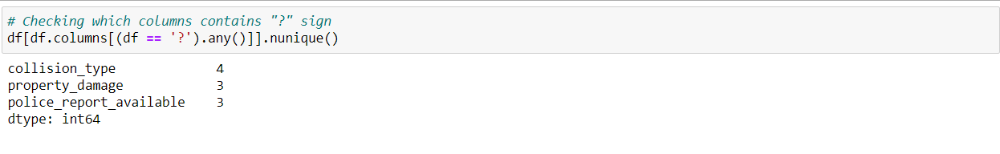 # Checking which columns contains "?" sign
df[df.columns[(df == '?').any()]].nunique()
collision_type 4
property_damage 3
police_report_available 3
dtype: int64